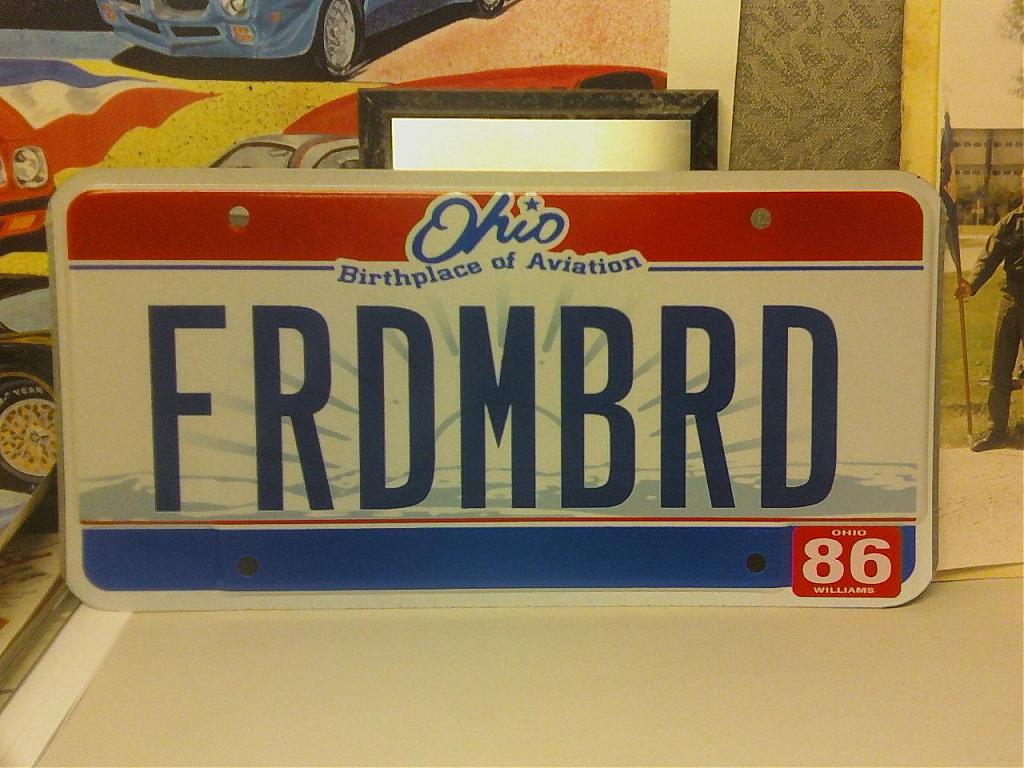 Ohio
Birthplace of Aviation
FRDMBRD
OHIO
86
WILLIAMS